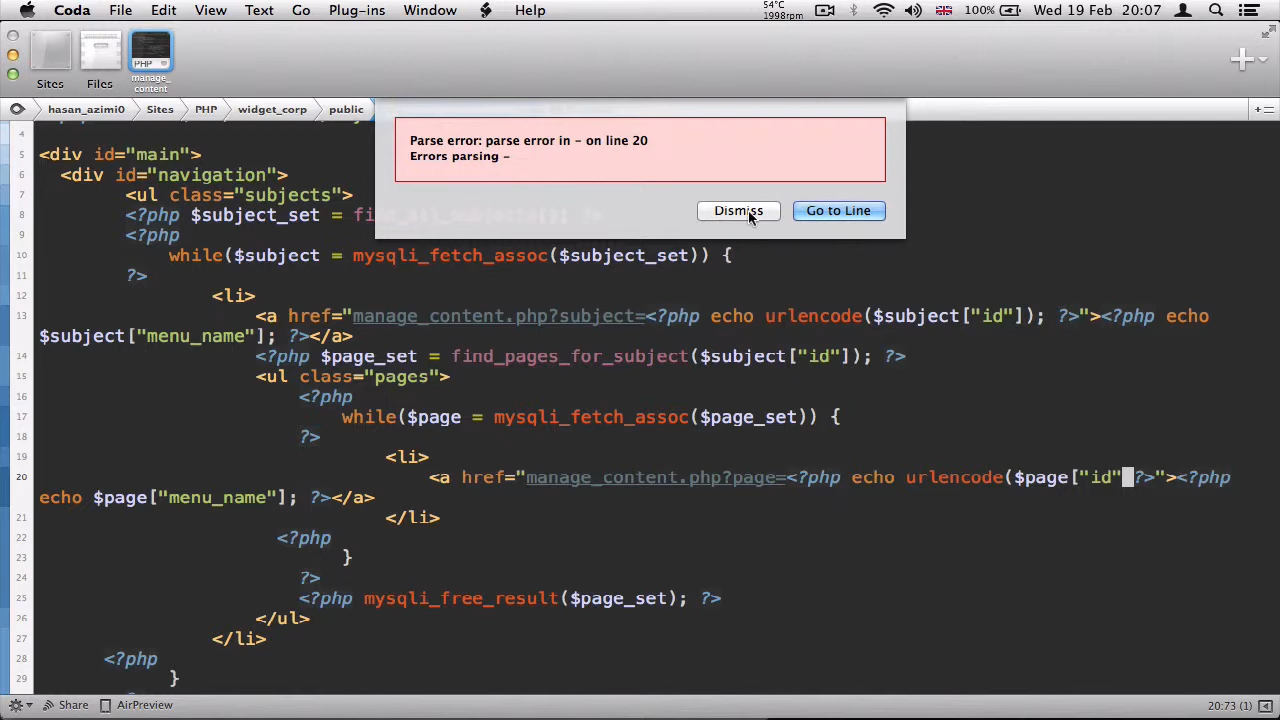 Coda File Edit View Text Go Plug-ins Window Help 54°C 1998rpm 100% Wed 19 Feb 20:07
Sites Files PHP manage_content
hasan_azimi0 Sites PHP widget_corp public
Parse error: parse error in - on line 20
Errors parsing -
Dismiss Go to Line
4
5 <div id="main">
6 <div id="navigation">
7 <ul class="subjects">
8 <?php $subject_set =
9 <?php
10 while($subject = mysqli_fetch_assoc($subject_set)) {
11 ?>
12 <li>
13 <a href="manage_content.php?subject=<?php echo urlencode($subject["id"]); ?>"><?php echo
$subject["menu_name"]; ?></a>
14 <?php $page_set = find_pages_for_subject($subject["id"]); ?>
15 <ul class="pages">
16 <?php
17 while($page = mysqli_fetch_assoc($page_set)) {
18 ?>
19 <li>
20 <a href="manage_content.php?page=<?php echo urlencode($page["id" ?>"><?php
echo $page["menu_name"]; ?></a>
21 </li>
22 <?php
23 }
24 ?>
25 <?php mysqli_free_result($page_set); ?>
26 </ul>
27 </li>
28 <?php
29 }
Share AirPreview 20:73 (1)